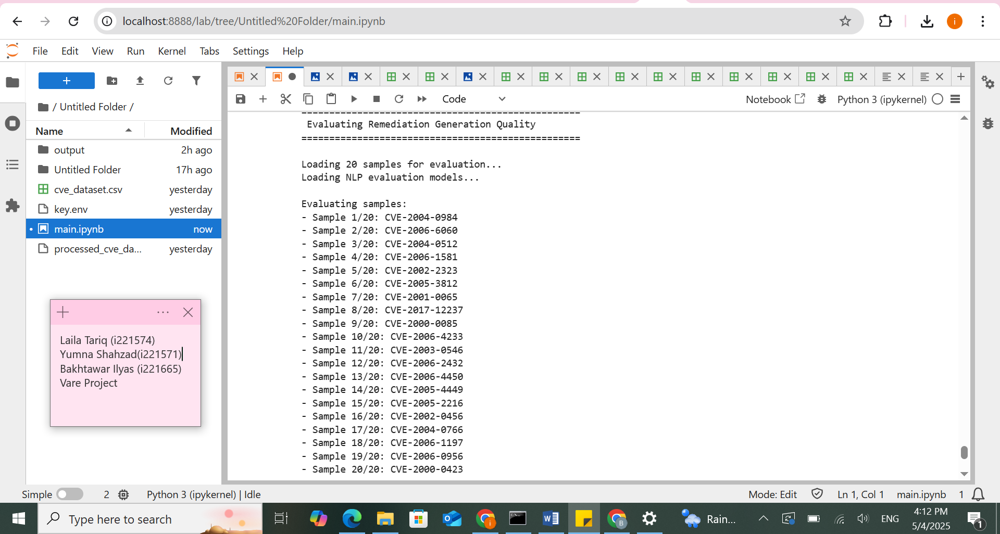 localhost:8888/lab/tree/Untitled%20Folder/main.ipynb
i
File Edit View Run Kernel Tabs Settings Help
/ Untitled Folder /
Name Modified
output 2h ago
Untitled Folder 17h ago
cve_dataset.csv yesterday
key.env yesterday
main.ipynb now
processed_cve_da... yesterday
Laila Tariq (i221574)
Yumna Shahzad(i221571)
Bakhtawar Ilyas (i221665)
Vare Project
Code Notebook Python 3 (ipykernel)
==================================================
Evaluating Remediation Generation Quality
==================================================
Loading 20 samples for evaluation...
Loading NLP evaluation models...
Evaluating samples:
- Sample 1/20: CVE-2004-0984
- Sample 2/20: CVE-2006-6060
- Sample 3/20: CVE-2004-0512
- Sample 4/20: CVE-2006-1581
- Sample 5/20: CVE-2002-2323
- Sample 6/20: CVE-2005-3812
- Sample 7/20: CVE-2001-0065
- Sample 8/20: CVE-2017-12237
- Sample 9/20: CVE-2000-0085
- Sample 10/20: CVE-2006-4233
- Sample 11/20: CVE-2003-0546
- Sample 12/20: CVE-2006-2432
- Sample 13/20: CVE-2006-4450
- Sample 14/20: CVE-2005-4449
- Sample 15/20: CVE-2005-2216
- Sample 16/20: CVE-2002-0456
- Sample 17/20: CVE-2004-0766
- Sample 18/20: CVE-2006-1197
- Sample 19/20: CVE-2006-0956
- Sample 20/20: CVE-2000-0423
Simple 2 Python 3 (ipykernel) | Idle Mode: Edit Ln 1, Col 1 main.ipynb 1
Type here to search Rain... ENG
4:12 PM
5/4/2025
1